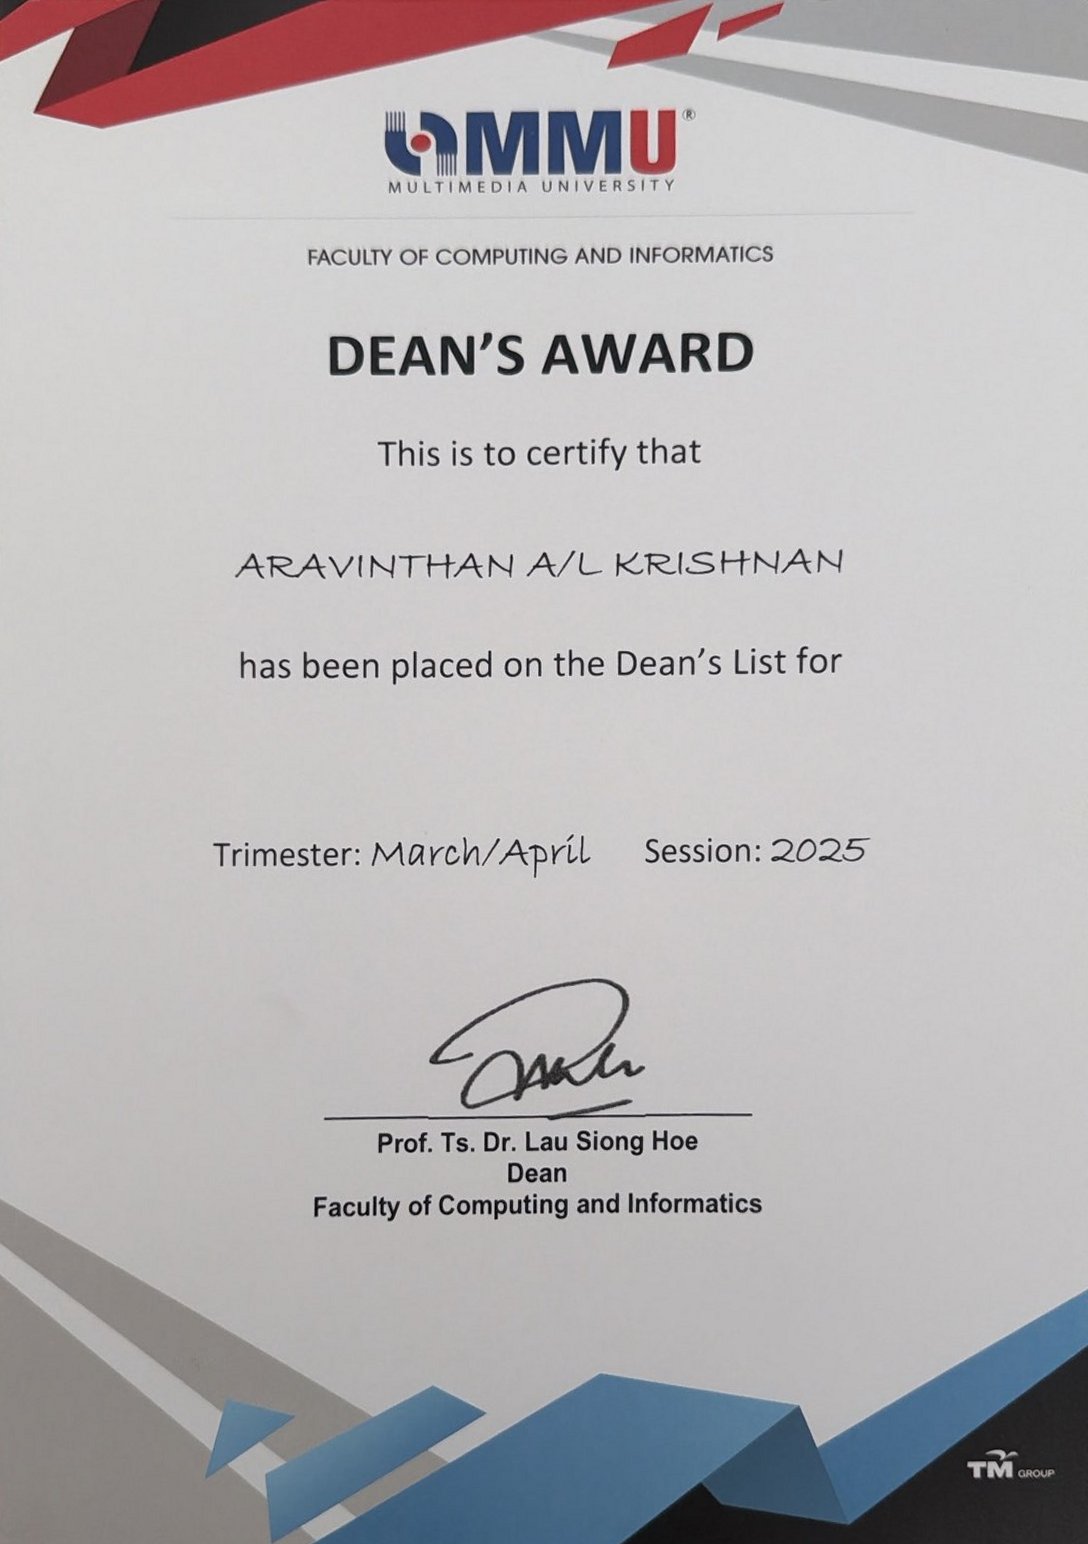 MMU®
MULTIMEDIA UNIVERSITY
FACULTY OF COMPUTING AND INFORMATICS
DEAN'S AWARD
This is to certify that
ARAVINTHAN A/L KRISHNAN
has been placed on the Dean's List for
Trimester: March/April Session: 2025
Prof. Ts. Dr. Lau Siong Hoe
Dean
Faculty of Computing and Informatics
TM GROUP